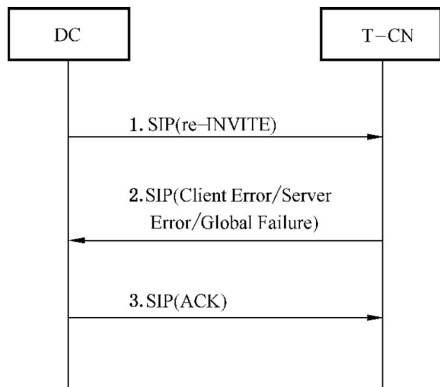 DC
T-CN
1. SIP(re-INVITE)
2. SIP(Client Error/Server
Error/Global Failure)
3. SIP(ACK)